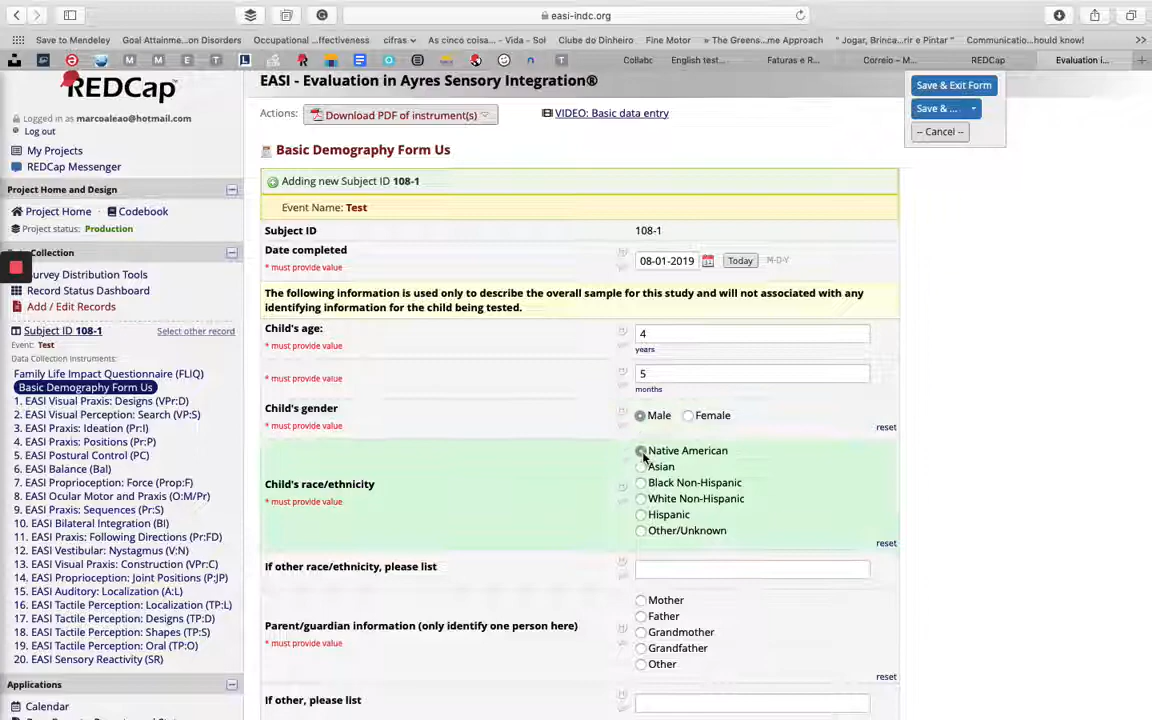 easi-indc.org
Save to Mendeley
Goal Attainme...on Disorders
Occupational ..ffectiveness
cifras
As cinco coisa... - Vida - Sol
Clube do Dinheiro
Fine Motor
» The Greens...me Approach
" Jogar, Brinca...rir e Pintar "
Communicatio...hould know!
Collabc
English test...
Faturas e R...
Correio – M...
REDCap
Evaluation i...
REDCap
Logged in as marcoaleao@hotmail.com
Log out
My Projects
REDCap Messenger
Project Home and Design
Project Home · Codebook
Project status: Production
Collection
urvey Distribution Tools
Record Status Dashboard
Add / Edit Records
Subject ID 108-1 Select other record
Event: Test
Data Collection Instruments:
Family Life Impact Questionnaire (FLIQ)
Basic Demography Form Us
1. EASI Visual Praxis: Designs (VPr:D)
2. EASI Visual Perception: Search (VP:S)
3. EASI Praxis: Ideation (Pr:I)
4. EASI Praxis: Positions (Pr:P)
5. EASI Postural Control (PC)
6. EASI Balance (Bal)
7. EASI Proprioception: Force (Prop:F)
8. EASI Ocular Motor and Praxis (O:M/Pr)
9. EASI Praxis: Sequences (Pr:S)
10. EASI Bilateral Integration (BI)
11. EASI Praxis: Following Directions (Pr:FD)
12. EASI Vestibular: Nystagmus (V:N)
13. EASI Visual Praxis: Construction (VPr:C)
14. EASI Proprioception: Joint Positions (P:JP)
15. EASI Auditory: Localization (A:L)
16. EASI Tactile Perception: Localization (TP:L)
17. EASI Tactile Perception: Designs (TP:D)
18. EASI Tactile Perception: Shapes (TP:S)
19. EASI Tactile Perception: Oral (TP:O)
20. EASI Sensory Reactivity (SR)
Applications
Calendar
EASI - Evaluation in Ayres Sensory Integration®
Actions: Download PDF of instrument(s) VIDEO: Basic data entry
Save & Exit Form
Save & ...
-- Cancel --
Basic Demography Form Us
Adding new Subject ID 108-1
Event Name: Test
Subject ID 108-1
Date completed
* must provide value
08-01-2019 Today M-D-Y
The following information is used only to describe the overall sample for this study and will not associated with any
identifying information for the child being tested.
Child's age:
* must provide value
4
years
* must provide value
5
months
Child's gender
* must provide value
Male Female
reset
Child's race/ethnicity
* must provide value
Native American
Asian
Black Non-Hispanic
White Non-Hispanic
Hispanic
Other/Unknown
reset
If other race/ethnicity, please list
Parent/guardian information (only identify one person here)
* must provide value
Mother
Father
Grandmother
Grandfather
Other
reset
If other, please list